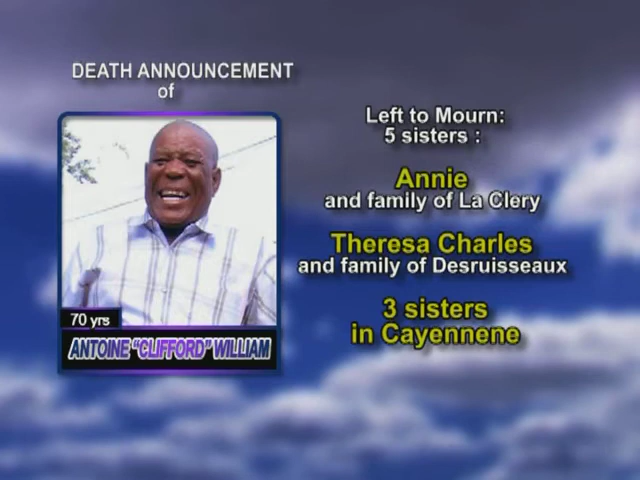 DEATH ANNOUNCEMENT
of
70 yrs
ANTOINE "CLIFFORD" WILLIAM
Left to Mourn:
5 sisters :
Annie
and family of La Clery
Theresa Charles
and family of Desruisseaux
3 sisters
in Cayennene